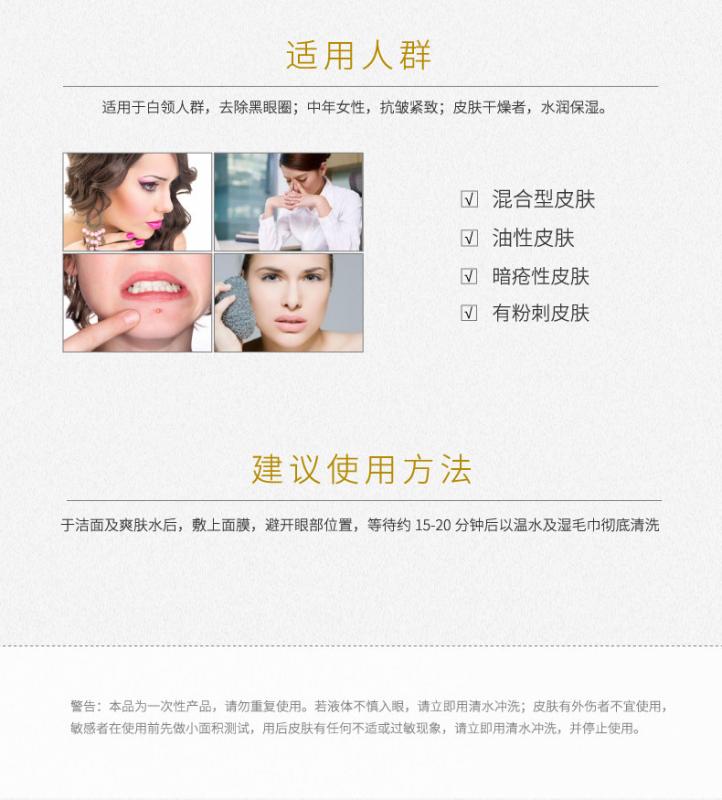 适用人群
适用于白领人群，去除黑眼圈；中年女性，抗皱紧致；皮肤干燥者，水润保湿。
☑ 混合型皮肤
☑ 油性皮肤
☑ 暗疮性皮肤
☑ 有粉刺皮肤
建议使用方法
于洁面及爽肤水后，敷上面膜，避开眼部位置，等待约 15-20 分钟后以温水及湿毛巾彻底清洗
警告：本品为一次性产品，请勿重复使用。若液体不慎入眼，请立即用清水冲洗；皮肤有外伤者不宜使用，
敏感者在使用前先做小面积测试，用后皮肤有任何不适或过敏现象，请立即用清水冲洗，并停止使用。